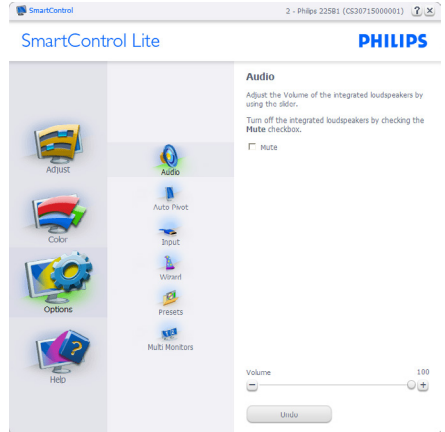 SmartControl
2 - Philips 225B1 (CS30715000001)
? X
SmartControl Lite
PHILIPS
Adjust
Color
Options
Help
Audio
Auto Pivot
Input
Wizard
Presets
Multi Monitors
Audio
Adjust the Volume of the integrated loudspeakers by
using the slider.
Turn off the integrated loudspeakers by checking the
Mute checkbox.
Mute
Volume 100
Undo